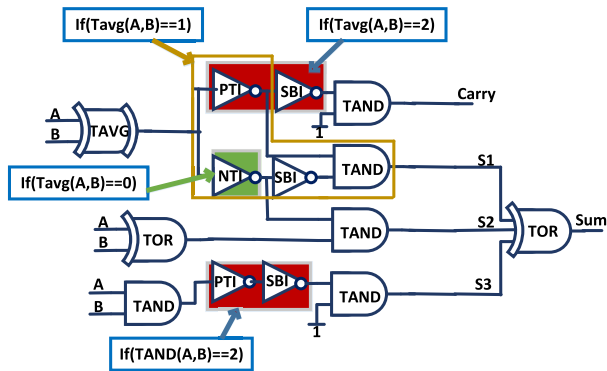 If(Tavg(A,B)==1)
If(Tavg(A,B)==2)
PTI
SBI
TAND
Carry
1
A
B
TAVG
TAND
S1
NTI
SBI
If(Tavg(A,B)==0)
A
B
TOR
TAND
S2
TOR
Sum
A
B
TAND
PTI
SBI
TAND
S3
1
If(TAND(A,B)==2)